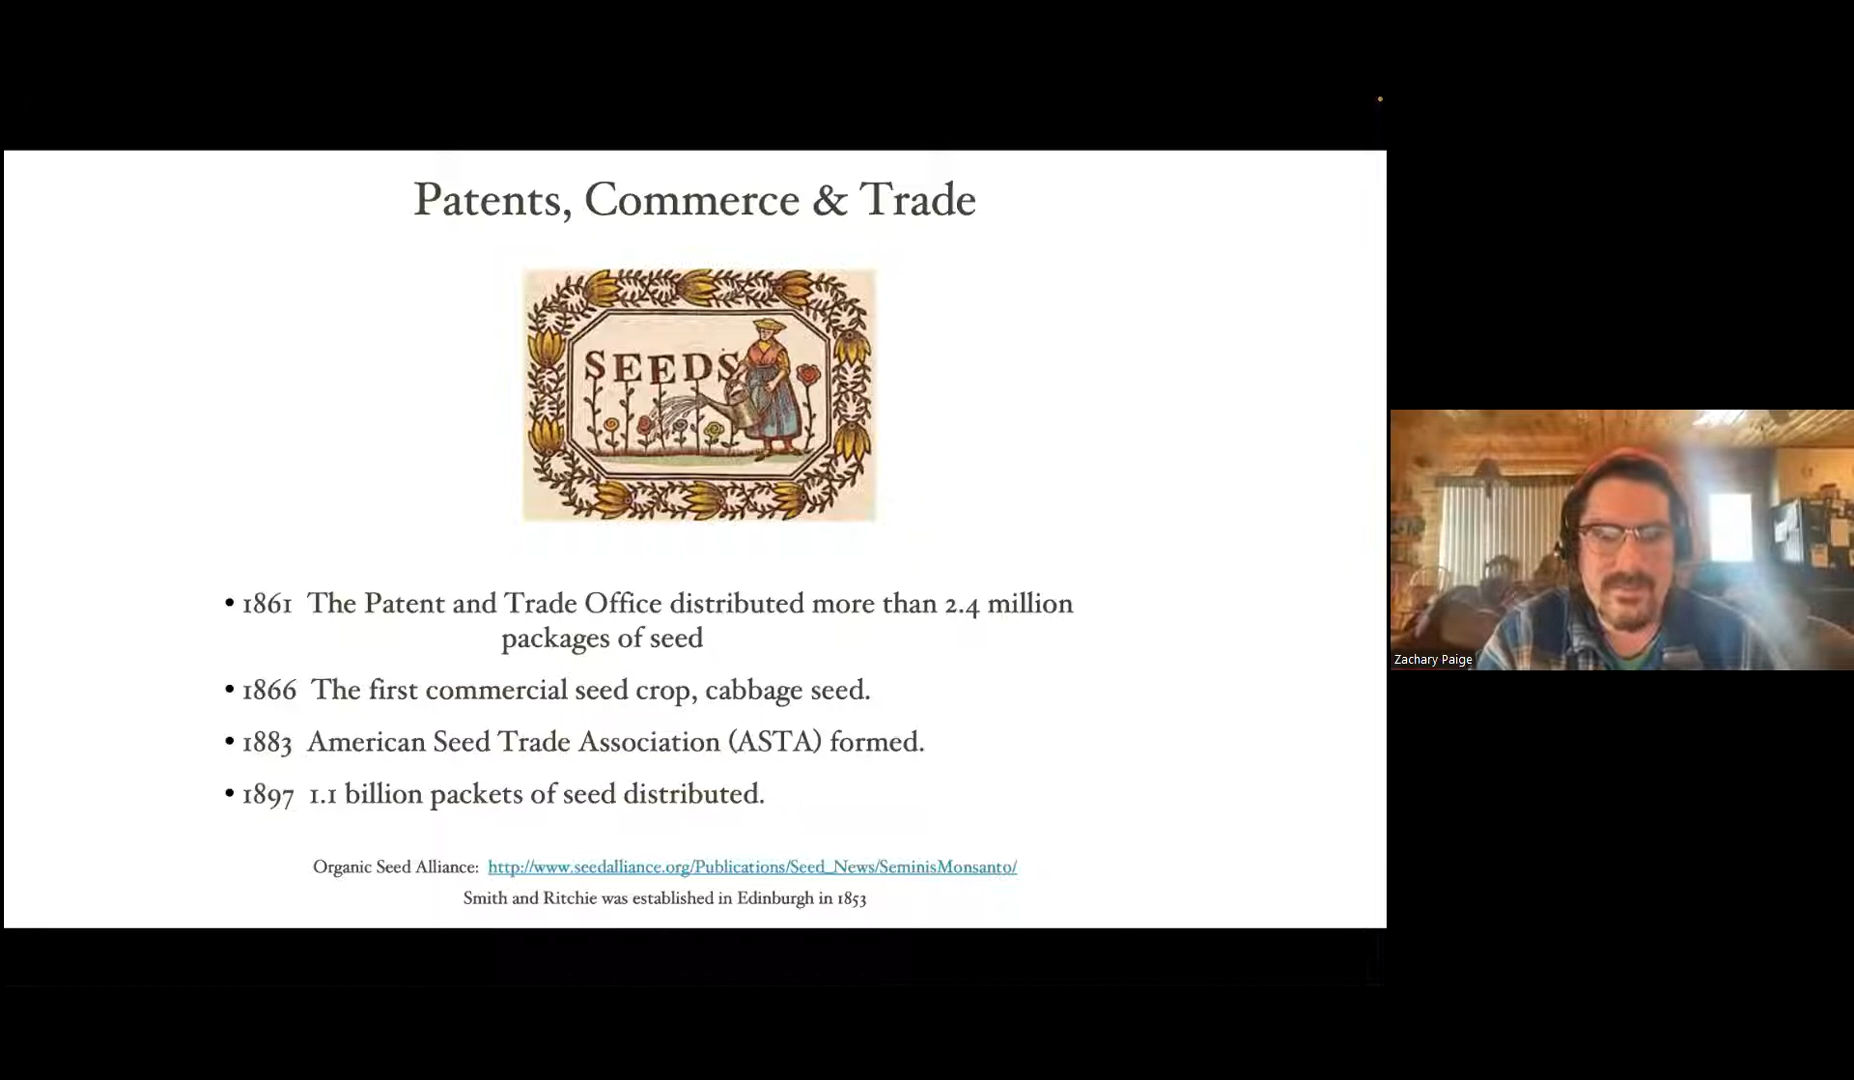 Patents, Commerce & Trade
SEEDS
• 1861 The Patent and Trade Office distributed more than 2.4 million
packages of seed
• 1866 The first commercial seed crop, cabbage seed.
• 1883 American Seed Trade Association (ASTA) formed.
• 1897 1.1 billion packets of seed distributed.
Organic Seed Alliance: http://www.seedalliance.org/Publications/Seed_News/SeminisMonsanto/
Smith and Ritchie was established in Edinburgh in 1853
Zachary Paige